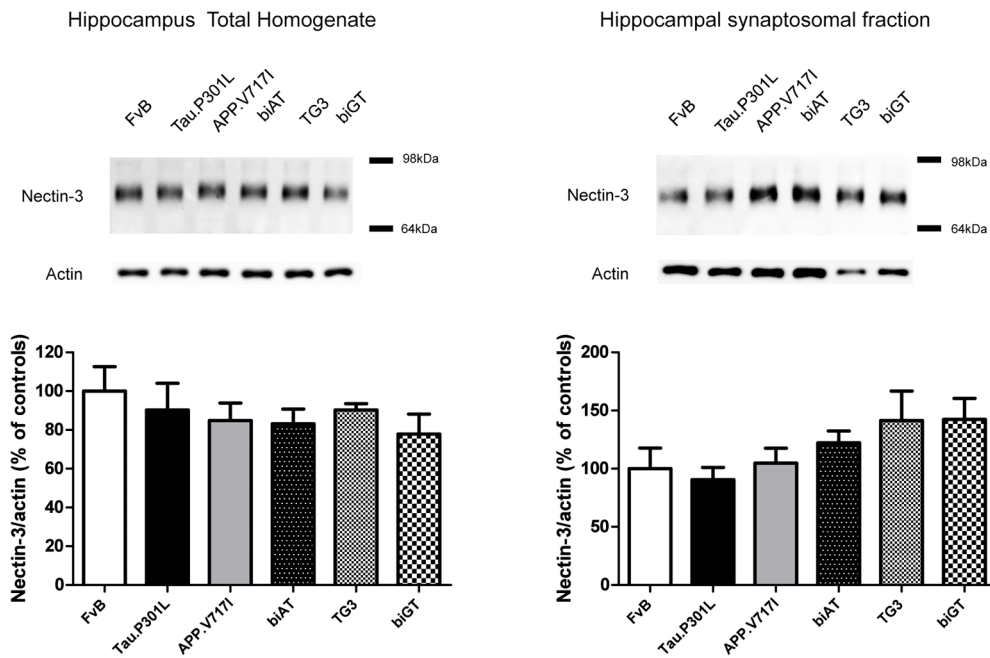 Hippocampus Total Homogenate
FvB
Tau.P301L
APP.V717I
biAT
TG3
biGT
98kDa
Nectin-3
64kDa
Actin
Nectin-3/actin (% of controls)
120
100
80
60
40
20
0
FvB
Tau.P301L
APP.V717I
biAT
TG3
biGT
Hippocampal synaptosomal fraction
FvB
Tau.P301L
APP.V717I
biAT
TG3
biGT
98kDa
Nectin-3
64kDa
Actin
Nectin-3/actin (% of controls)
200
150
100
50
0
FvB
Tau.P301L
APP.V717I
biAT
TG3
biGT